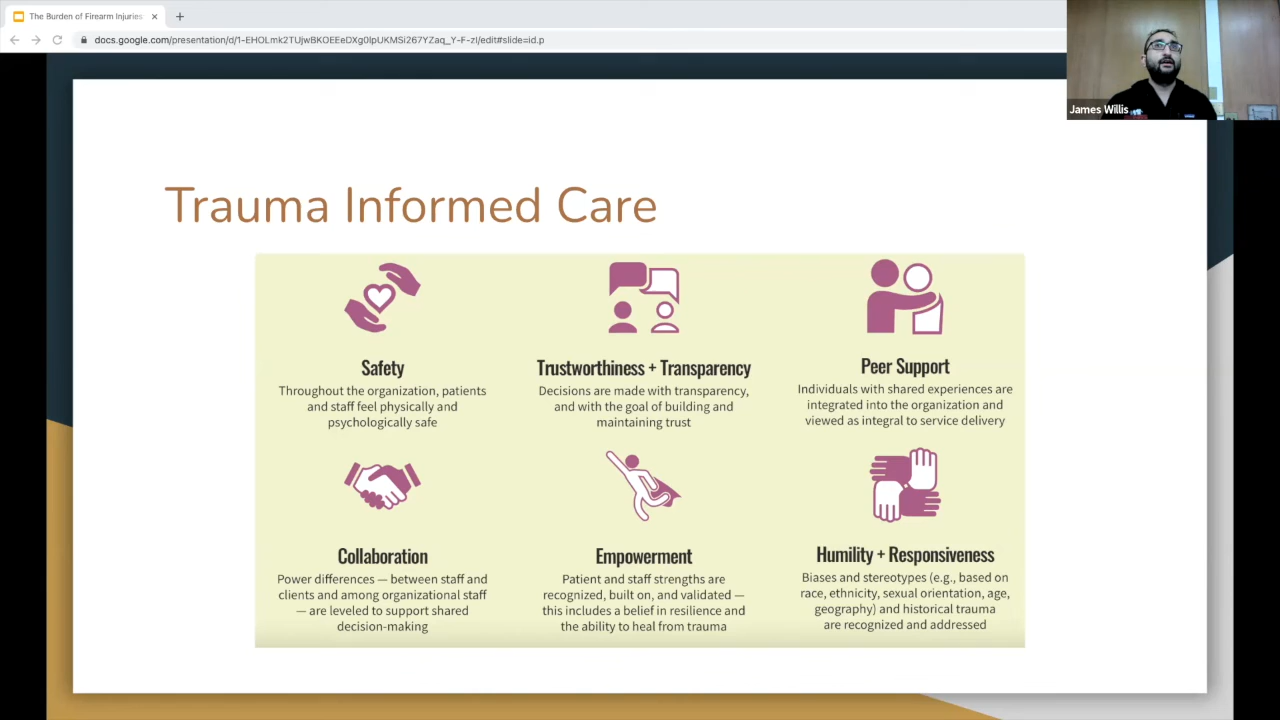 The Burden of Firearm Injuries
docs.google.com/presentation/d/1-EHOLmk2TUjwBKOEEeDXg0lpUKMSi267YZaq_Y-F-zI/edit#slide=id.p
James Willis
Trauma Informed Care
Safety
Throughout the organization, patients
and staff feel physically and
psychologically safe
Trustworthiness + Transparency
Decisions are made with transparency,
and with the goal of building and
maintaining trust
Peer Support
Individuals with shared experiences are
integrated into the organization and
viewed as integral to service delivery
Collaboration
Power differences — between staff and
clients and among organizational staff
— are leveled to support shared
decision-making
Empowerment
Patient and staff strengths are
recognized, built on, and validated —
this includes a belief in resilience and
the ability to heal from trauma
Humility + Responsiveness
Biases and stereotypes (e.g., based on
race, ethnicity, sexual orientation, age,
geography) and historical trauma
are recognized and addressed